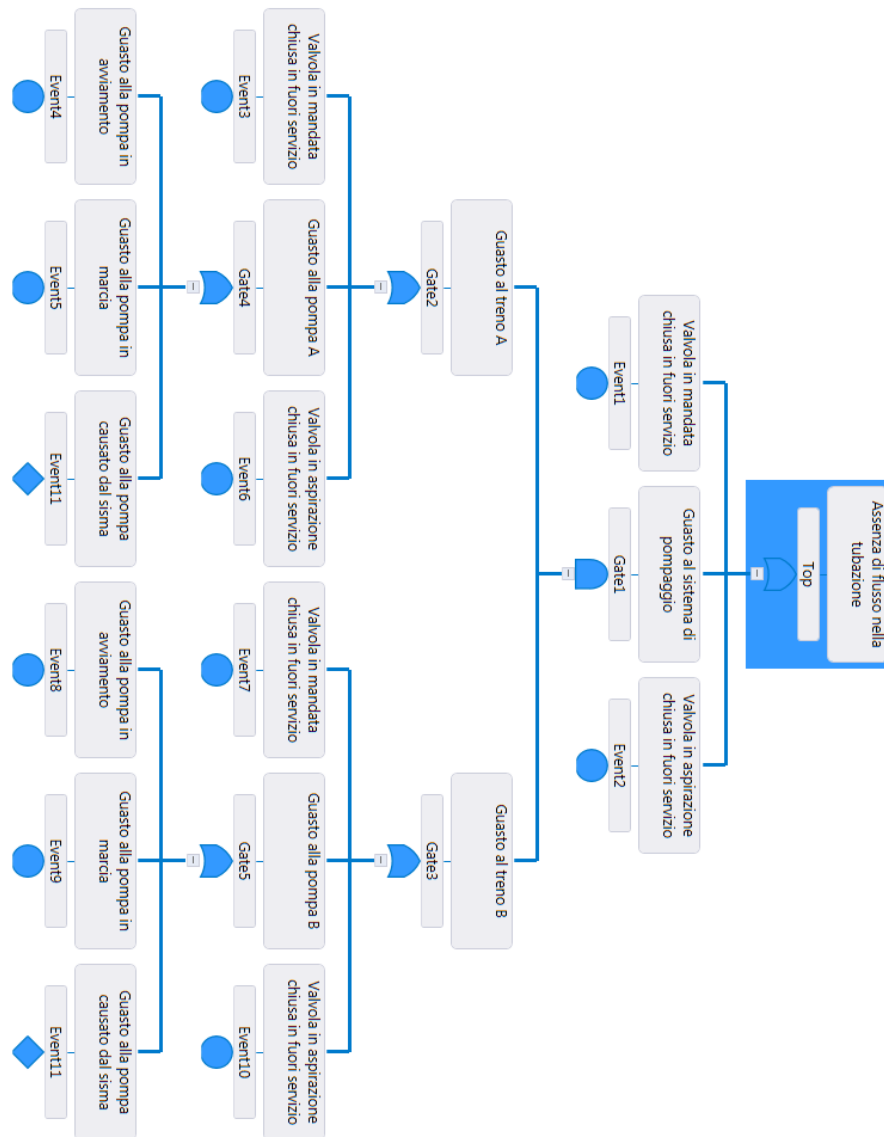 Assenza di flusso nella
tubazione
Top
Valvola in mandata
chiusa in fuori servizio
Event1
Guasto al sistema di
pompaggio
Gate1
Valvola in aspirazione
chiusa in fuori servizio
Event2
Guasto al treno A
Gate2
Guasto al treno B
Gate3
Valvola in mandata
chiusa in fuori servizio
Event3
Guasto alla pompa A
Gate4
Valvola in aspirazione
chiusa in fuori servizio
Event6
Valvola in mandata
chiusa in fuori servizio
Event7
Guasto alla pompa B
Gate5
Valvola in aspirazione
chiusa in fuori servizio
Event10
Guasto alla pompa in
avviamento
Event4
Guasto alla pompa in
marcia
Event5
Guasto alla pompa
causato dal sisma
Event11
Guasto alla pompa in
avviamento
Event8
Guasto alla pompa in
marcia
Event9
Guasto alla pompa
causato dal sisma
Event11